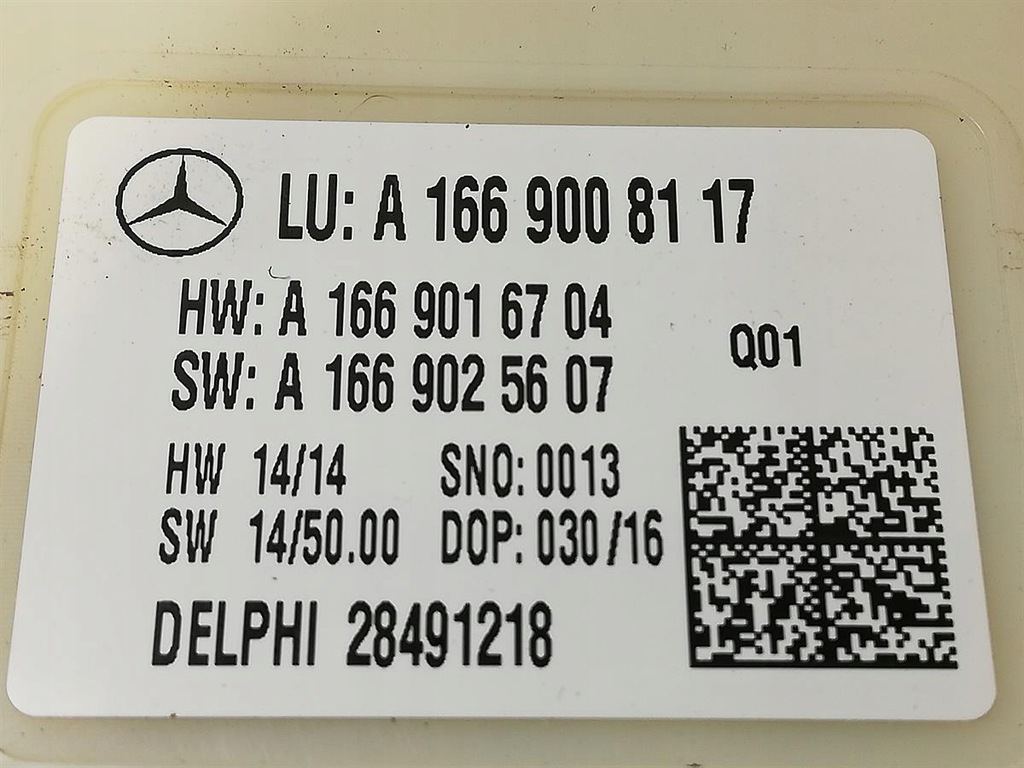 LU: A 166 900 81 17
HW: A 166 901 67 04
SW: A 166 902 56 07
Q01
HW 14/14 SNO: 0013
SW 14/50.00 DOP: 030/16
DELPHI 28491218